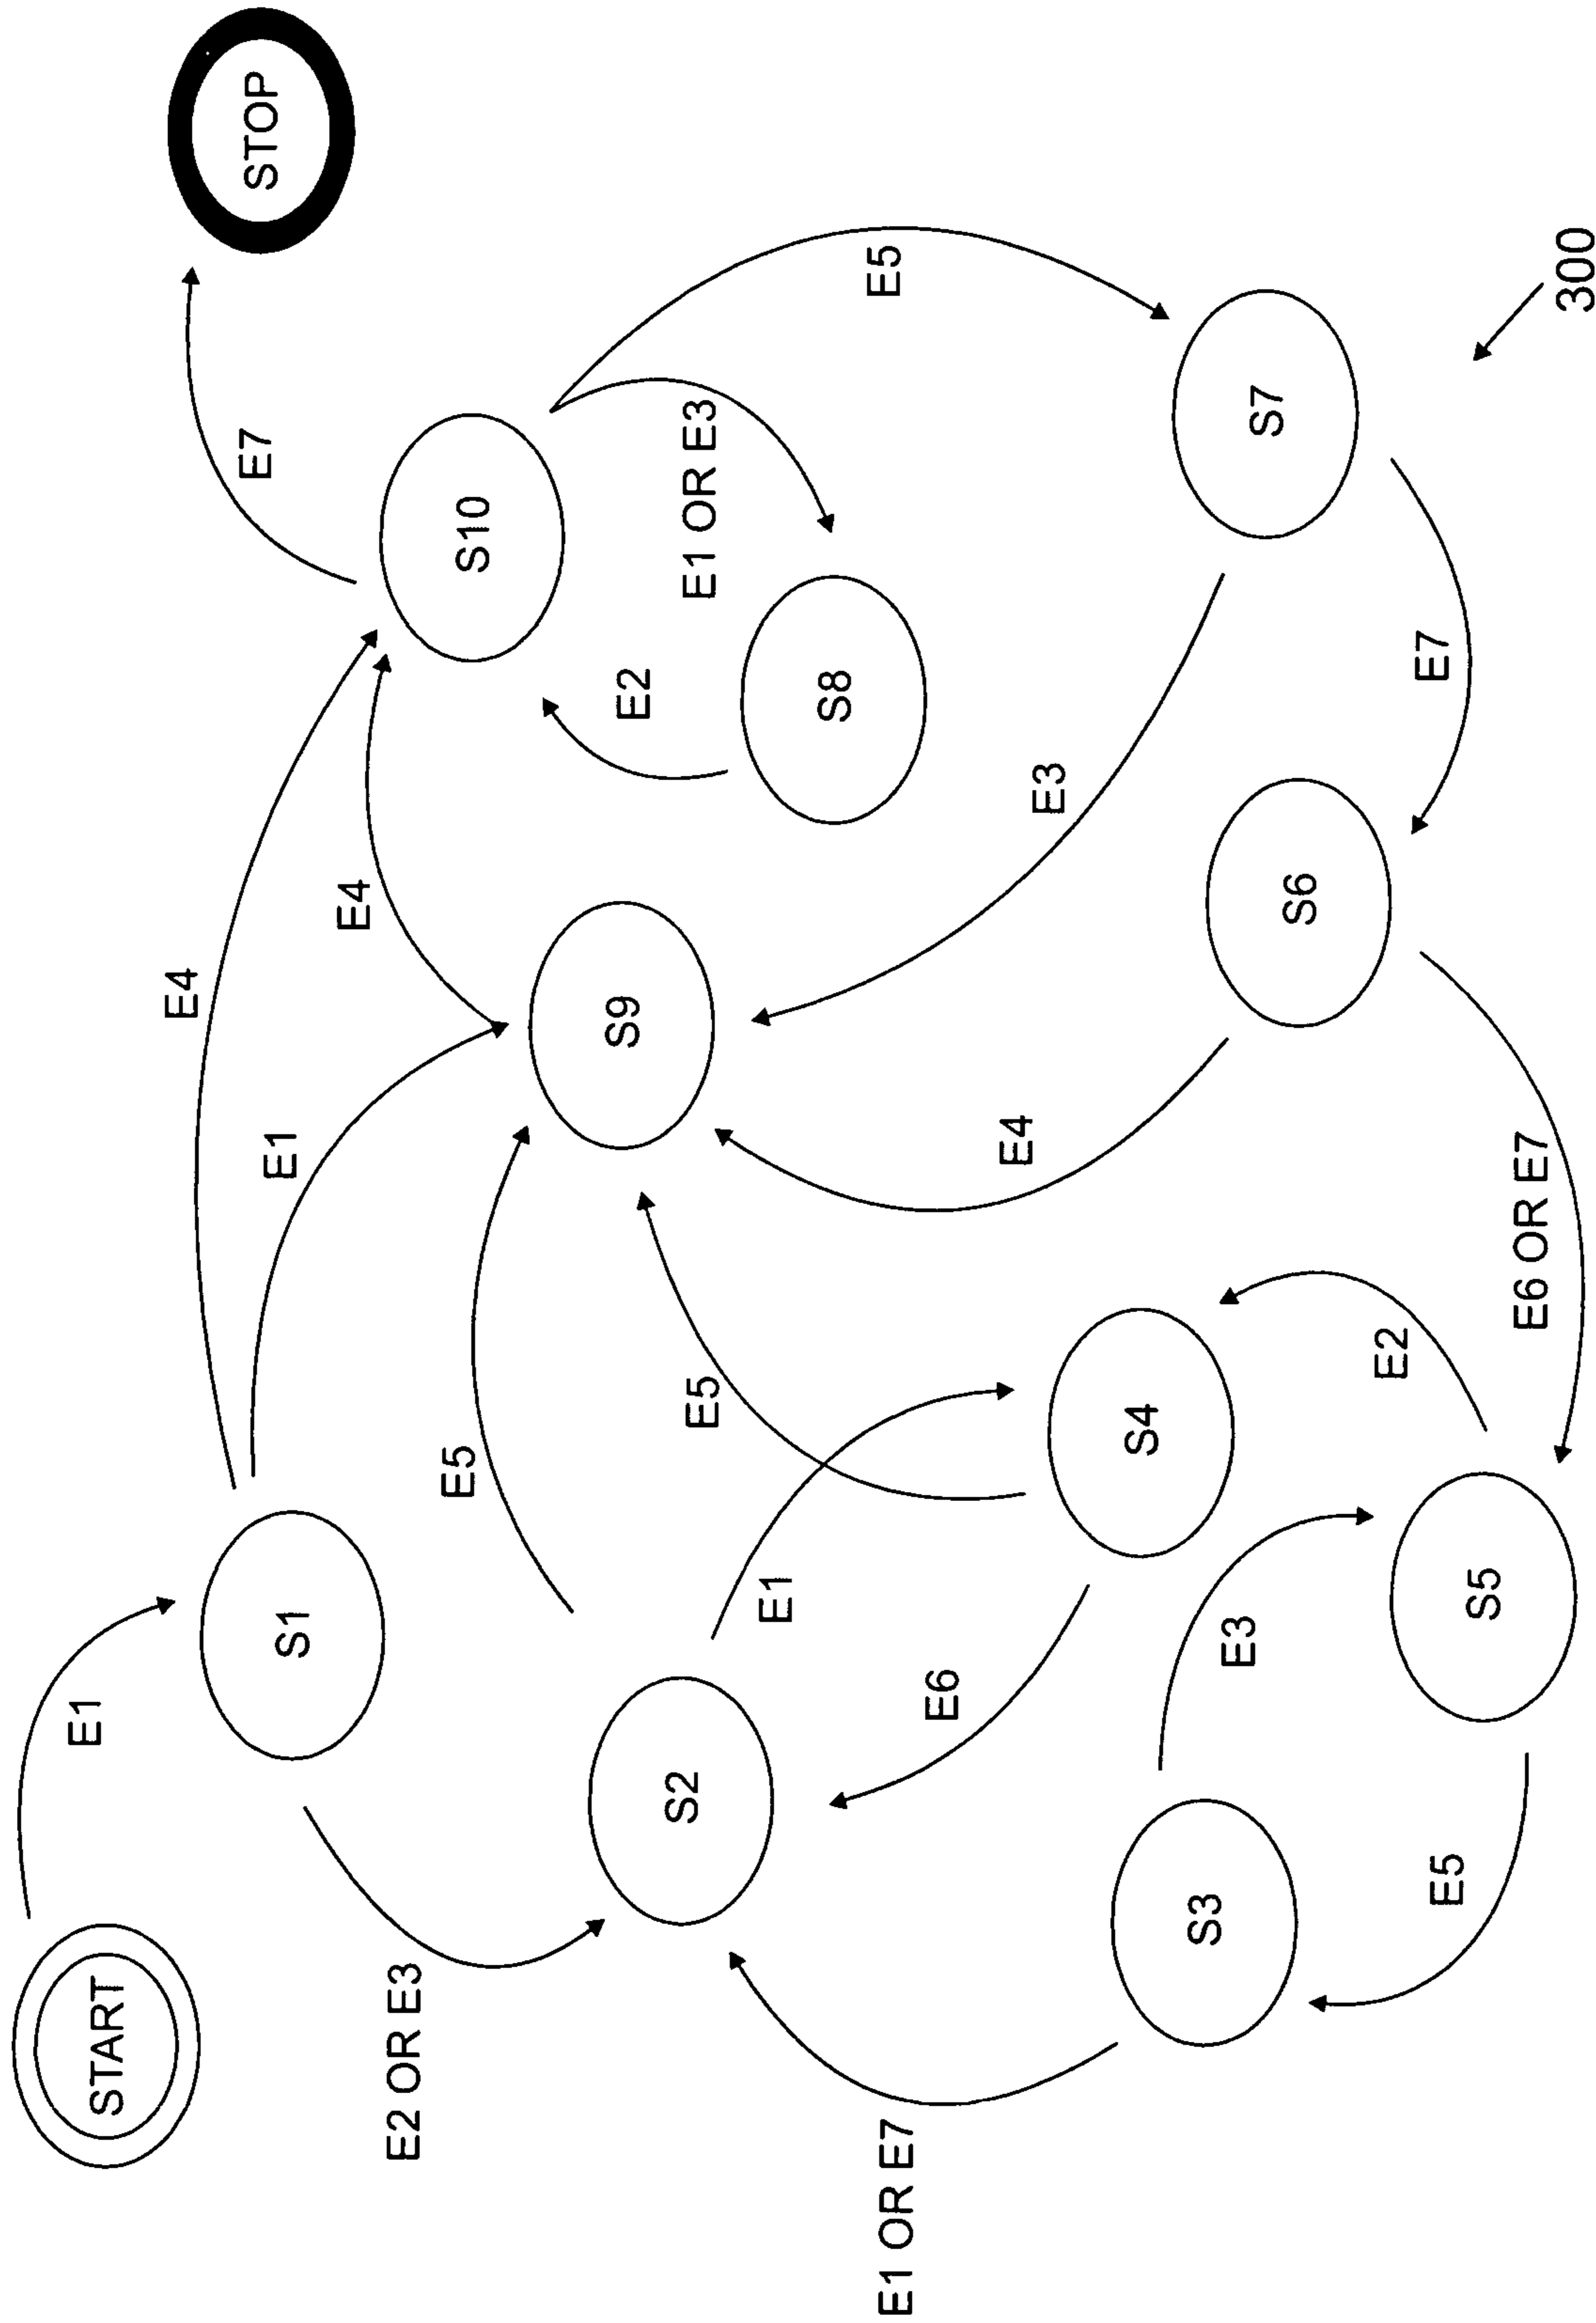 START
E1
S1
E4
E1
E7
STOP
E2 OR E3
S2
E5
S9
E4
S10
E1
E5
E2
E1 OR E3
E5
S8
E1 OR E7
E6
S4
E4
E3
S3
E3
S6
S7
E5
S5
E2
E6 OR E7
E7
300